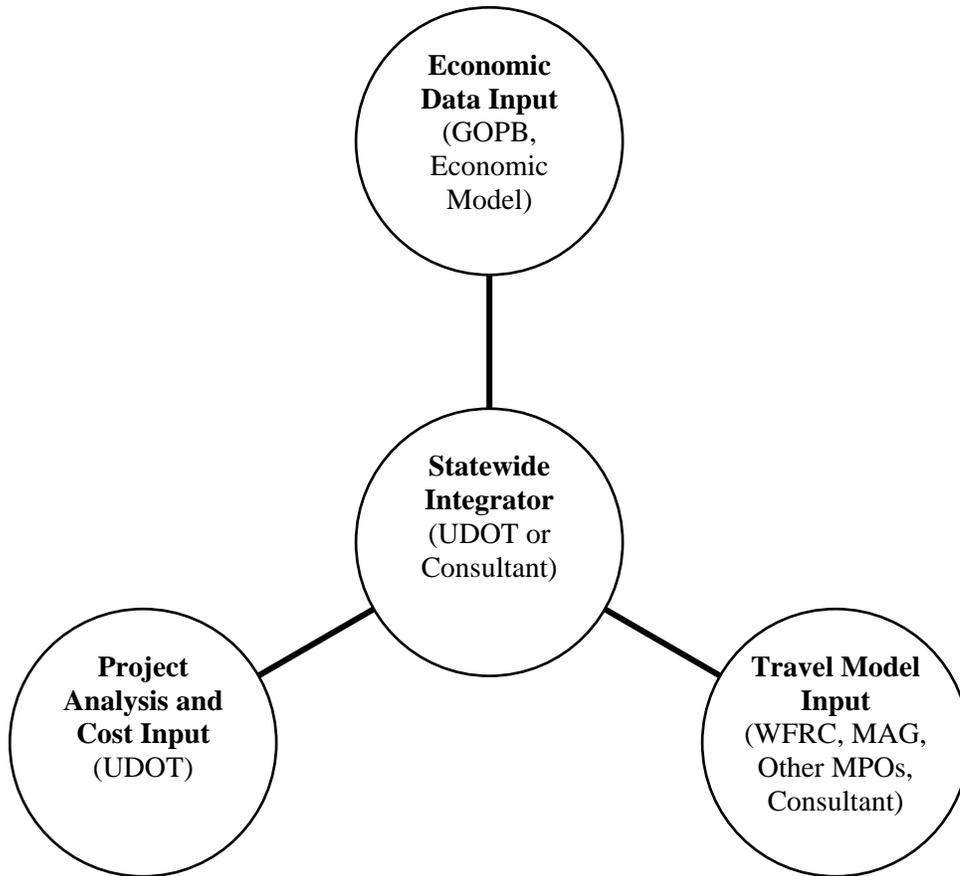 Economic
Data Input
(GOPB,
Economic
Model)
Statewide
Integrator
(UDOT or
Consultant)
Project
Analysis and
Cost Input
(UDOT)
Travel Model
Input
(WFRC, MAG,
Other MPOs,
Consultant)